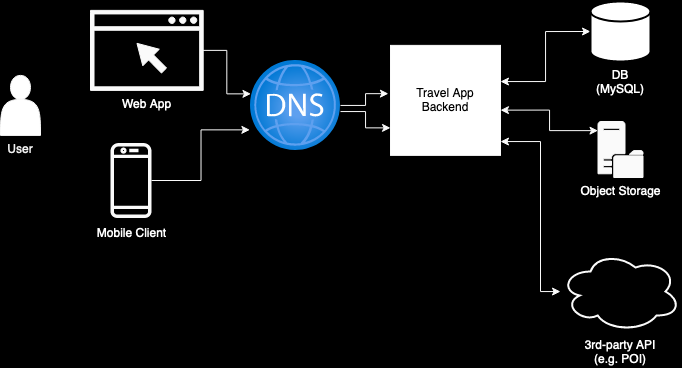 Web App
User
Mobile Client
DNS
Travel App
Backend
DB
(MySQL)
Object Storage
3rd-party API
(e.g. POI)